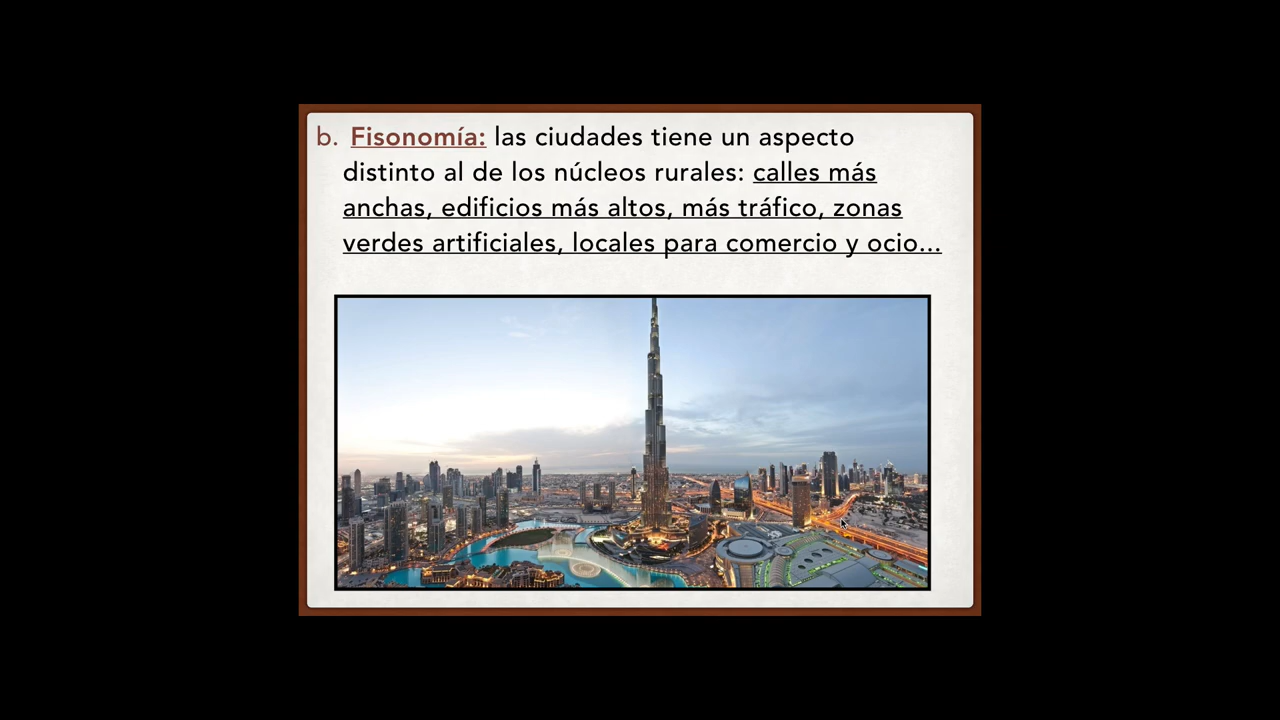 b. Fisonomía: las ciudades tiene un aspecto
distinto al de los núcleos rurales: calles más
anchas, edificios más altos, más tráfico, zonas
verdes artificiales, locales para comercio y ocio...